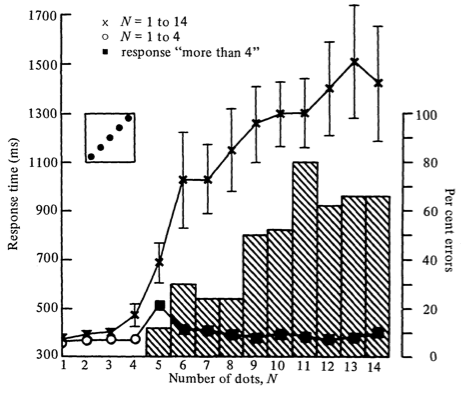 1700
1500
1300
1100
900
700
500
300
Response time (ms)
× N = 1 to 14
○ N = 1 to 4
■ response “more than 4”
100
80
60
40
20
0
Per cent errors
1 2 3 4 5 6 7 8 9 10 11 12 13 14
Number of dots, N